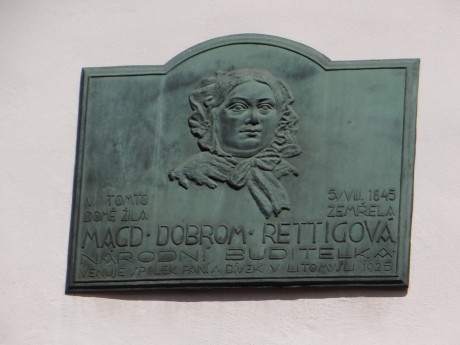 V TOMTO
DOMĚ ŽILA
5/VIII. 1845
ZEMŘELA
MAGD · DOBROM · RETTIGOVÁ
NÁRODNÍ BUDITELKA
VĚNUJE SPOLEK PANÍ A DÍVEK V LITOMYŠLI 1925